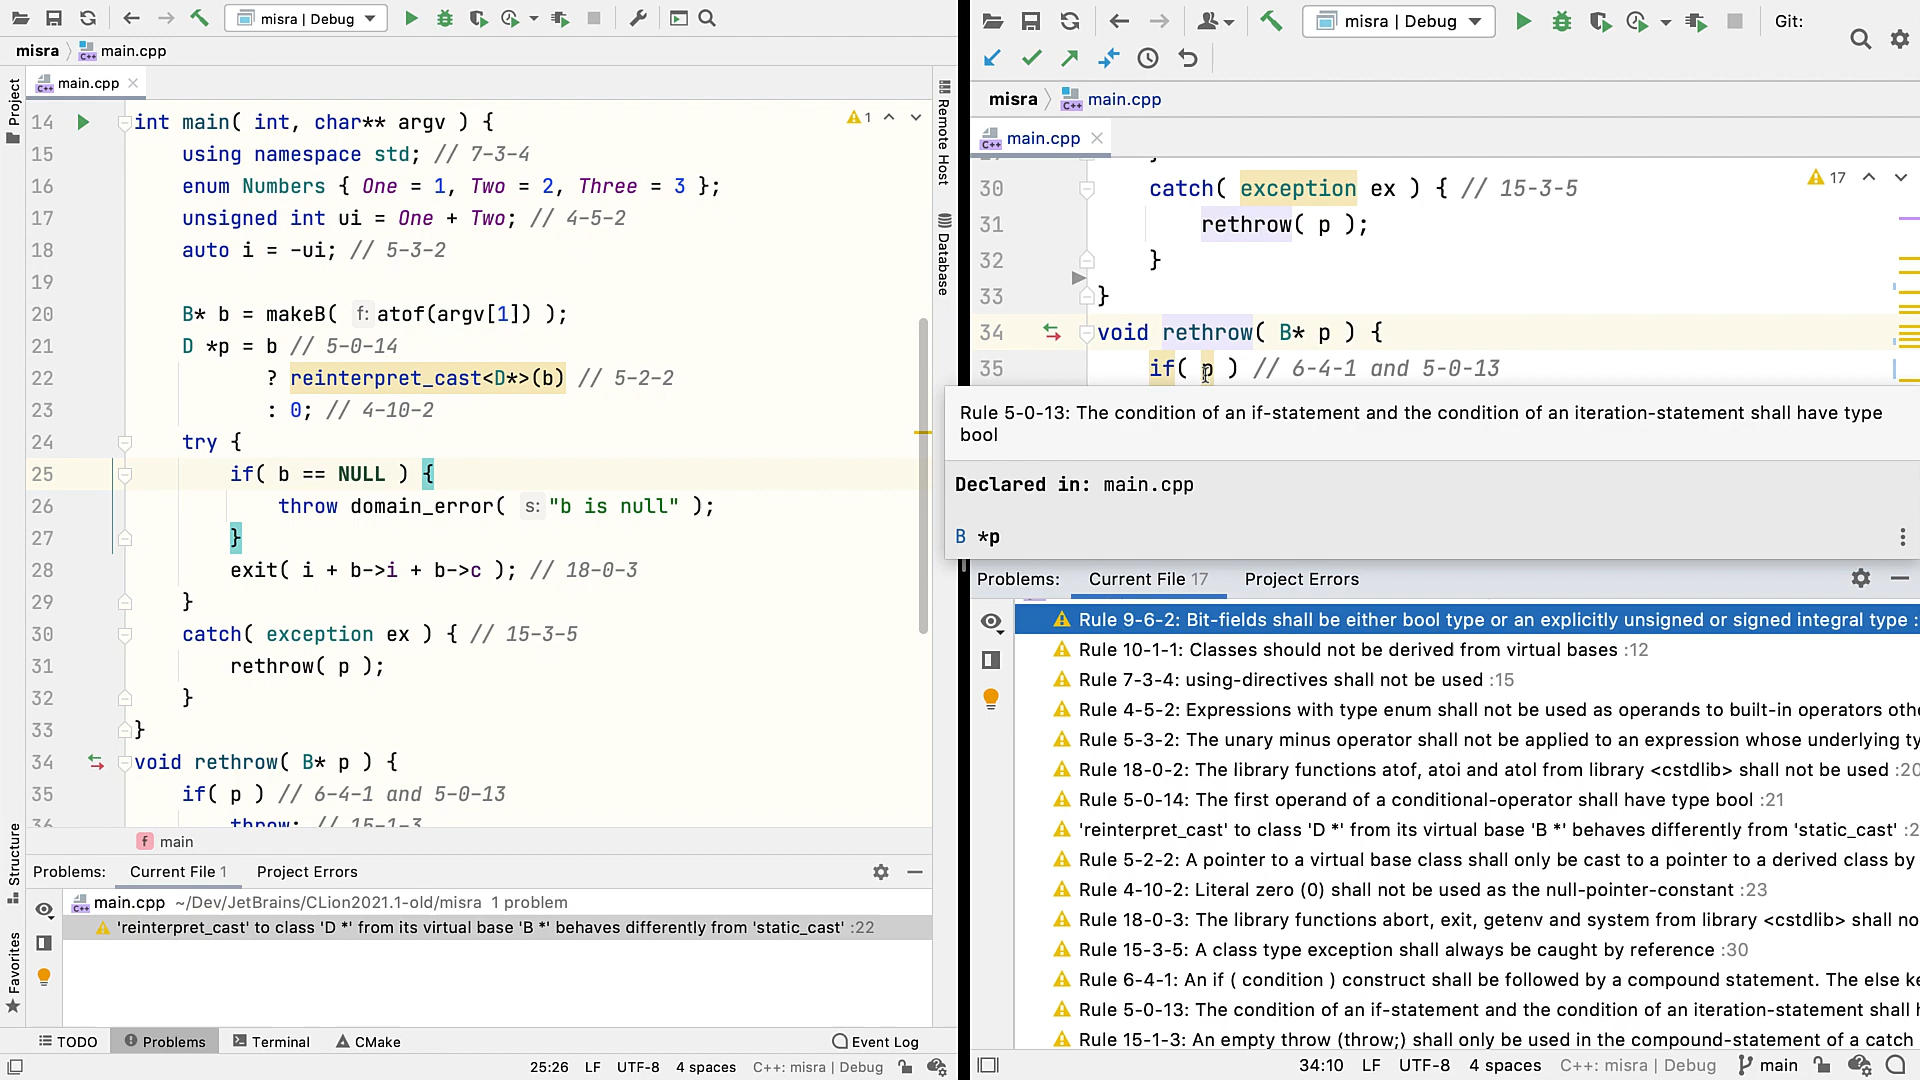 misra | Debug
misra
main.cpp
main.cpp
Project
14 int main( int, char** argv ) {
1
15 using namespace std; // 7-3-4
16 enum Numbers { One = 1, Two = 2, Three = 3 };
17 unsigned int ui = One + Two; // 4-5-2
18 auto i = -ui; // 5-3-2
19
20 B* b = makeB( f: atof(argv[1]) );
21 D *p = b // 5-0-14
22 ? reinterpret_cast<D*>(b) // 5-2-2
23 : 0; // 4-10-2
24 try {
25 if( b == NULL ) {
26 throw domain_error( s: "b is null" );
27 }
28 exit( i + b->i + b->c ); // 18-0-3
29 }
30 catch( exception ex ) { // 15-3-5
31 rethrow( p );
32 }
33 }
34 void rethrow( B* p ) {
35 if( p ) // 6-4-1 and 5-0-13
36 throw; // 15-1-3
Remote Host
Database
Structure
Favorites
f main
Problems: Current File 1 Project Errors
main.cpp ~/Dev/JetBrains/CLion2021.1-old/misra 1 problem
'reinterpret_cast' to class 'D *' from its virtual base 'B *' behaves differently from 'static_cast' :22
TODO Problems Terminal CMake Event Log
25:26 LF UTF-8 4 spaces C++: misra | Debug
misra | Debug Git:
misra
main.cpp
main.cpp
30 catch( exception ex ) { // 15-3-5
17
31 rethrow( p );
32 }
33 }
34 void rethrow( B* p ) {
35 if( p ) // 6-4-1 and 5-0-13
Rule 5-0-13: The condition of an if-statement and the condition of an iteration-statement shall have type
bool
Declared in: main.cpp
B *p
Problems: Current File 17 Project Errors
Rule 9-6-2: Bit-fields shall be either bool type or an explicitly unsigned or signed integral type :
Rule 10-1-1: Classes should not be derived from virtual bases :12
Rule 7-3-4: using-directives shall not be used :15
Rule 4-5-2: Expressions with type enum shall not be used as operands to built-in operators othe
Rule 5-3-2: The unary minus operator shall not be applied to an expression whose underlying ty
Rule 18-0-2: The library functions atof, atoi and atol from library <cstdlib> shall not be used :20
Rule 5-0-14: The first operand of a conditional-operator shall have type bool :21
'reinterpret_cast' to class 'D *' from its virtual base 'B *' behaves differently from 'static_cast' :2
Rule 5-2-2: A pointer to a virtual base class shall only be cast to a pointer to a derived class by
Rule 4-10-2: Literal zero (0) shall not be used as the null-pointer-constant :23
Rule 18-0-3: The library functions abort, exit, getenv and system from library <cstdlib> shall no
Rule 15-3-5: A class type exception shall always be caught by reference :30
Rule 6-4-1: An if ( condition ) construct shall be followed by a compound statement. The else ke
Rule 5-0-13: The condition of an if-statement and the condition of an iteration-statement shall h
Rule 15-1-3: An empty throw (throw;) shall only be used in the compound-statement of a catch
34:10 LF UTF-8 4 spaces C++: misra | Debug main